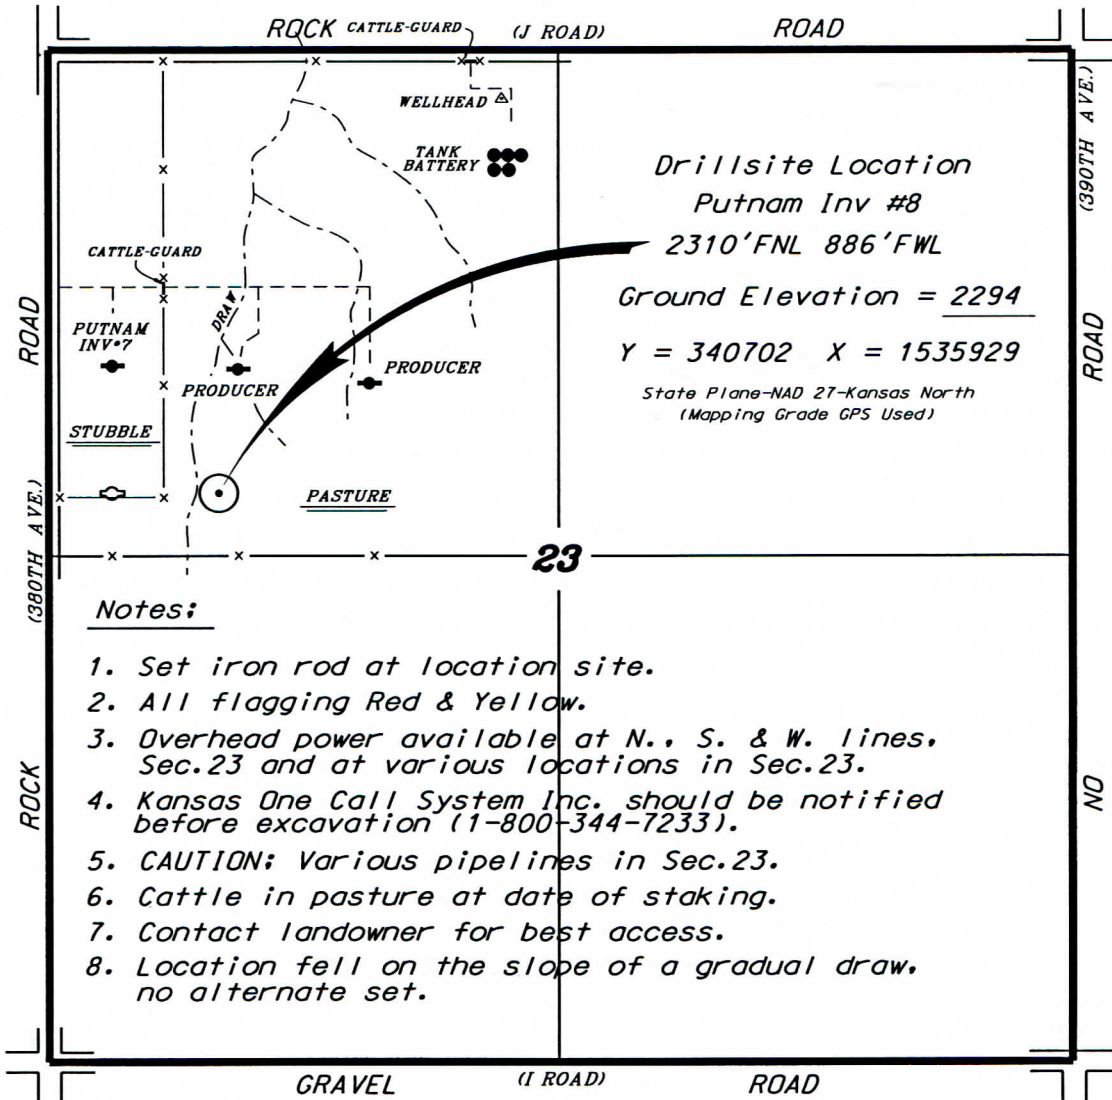 ROCK CATTLE-GUARD (J ROAD) ROAD
(390TH AVE.)
WELLHEAD
TANK
BATTERY
Drillsite Location
Putnam Inv #8
2310'FNL 886'FWL
Ground Elevation = 2294
Y = 340702 X = 1535929
State Plane-NAD 27-Kansas North
(Mapping Grade GPS Used)
CATTLE-GUARD
DRAW
PUTNAM
INV#7
PRODUCER
PRODUCER
STUBBLE
PASTURE
ROAD
(380TH AVE.)
ROCK
ROAD
NO
23
Notes:
1. Set iron rod at location site.
2. All flagging Red & Yellow.
3. Overhead power available at N., S. & W. lines,
Sec.23 and at various locations in Sec.23.
4. Kansas One Call System Inc. should be notified
before excavation (1-800-344-7233).
5. CAUTION: Various pipelines in Sec.23.
6. Cattle in pasture at date of staking.
7. Contact landowner for best access.
8. Location fell on the slope of a gradual draw,
no alternate set.
GRAVEL (I ROAD) ROAD